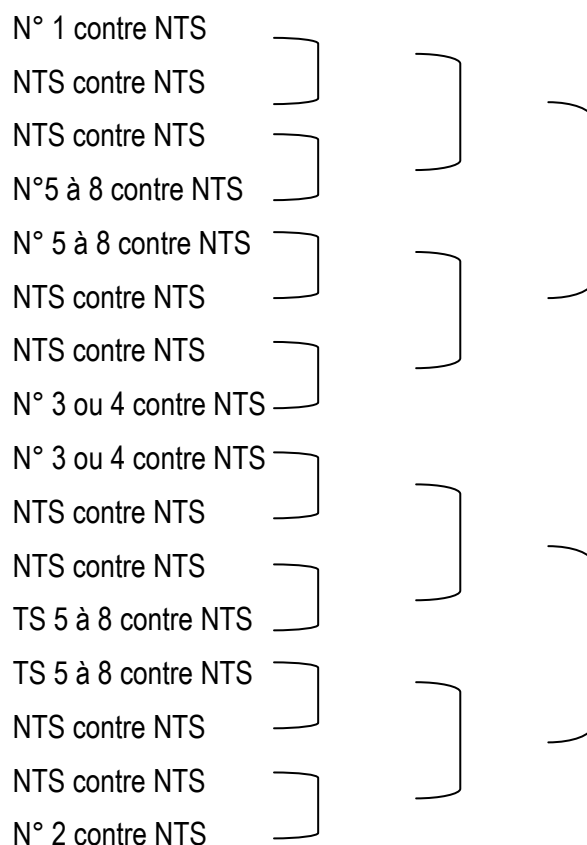 N° 1 contre NTS
NTS contre NTS
NTS contre NTS
N°5 à 8 contre NTS
N° 5 à 8 contre NTS
NTS contre NTS
NTS contre NTS
N° 3 ou 4 contre NTS
N° 3 ou 4 contre NTS
NTS contre NTS
NTS contre NTS
TS 5 à 8 contre NTS
TS 5 à 8 contre NTS
NTS contre NTS
NTS contre NTS
N° 2 contre NTS